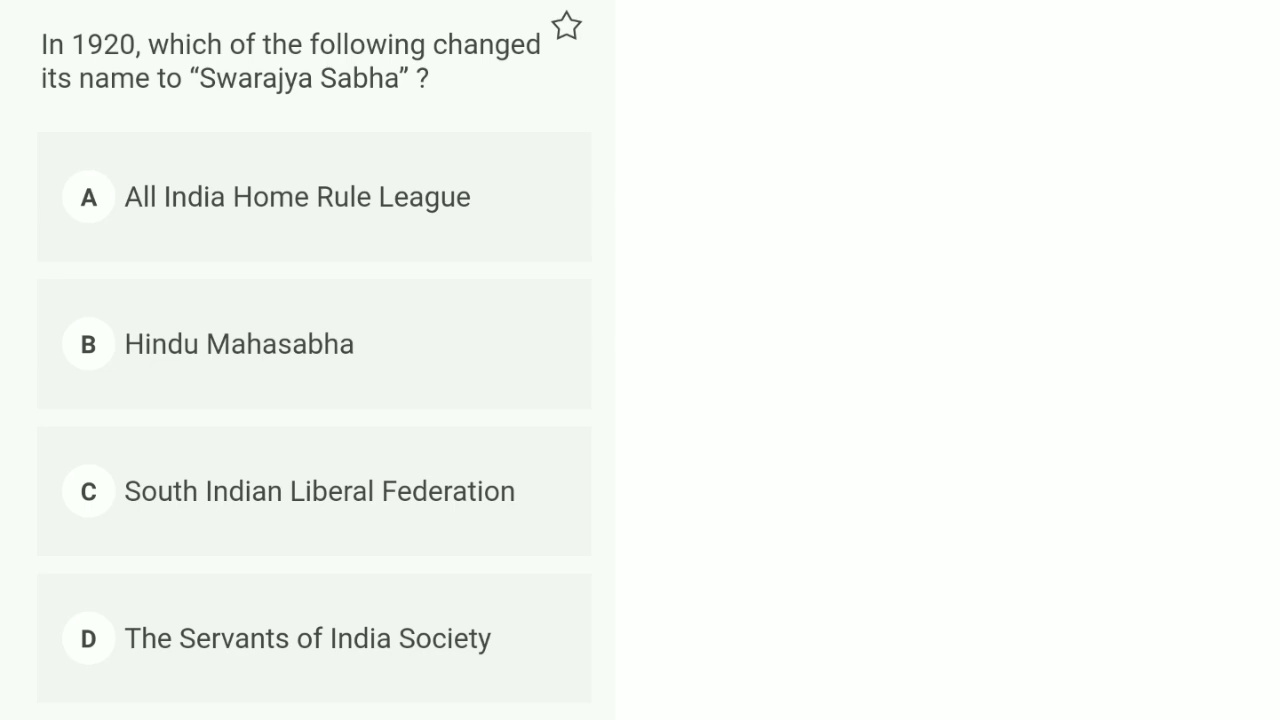 In 1920, which of the following changed
its name to “Swarajya Sabha” ?
A All India Home Rule League
B Hindu Mahasabha
C South Indian Liberal Federation
D The Servants of India Society